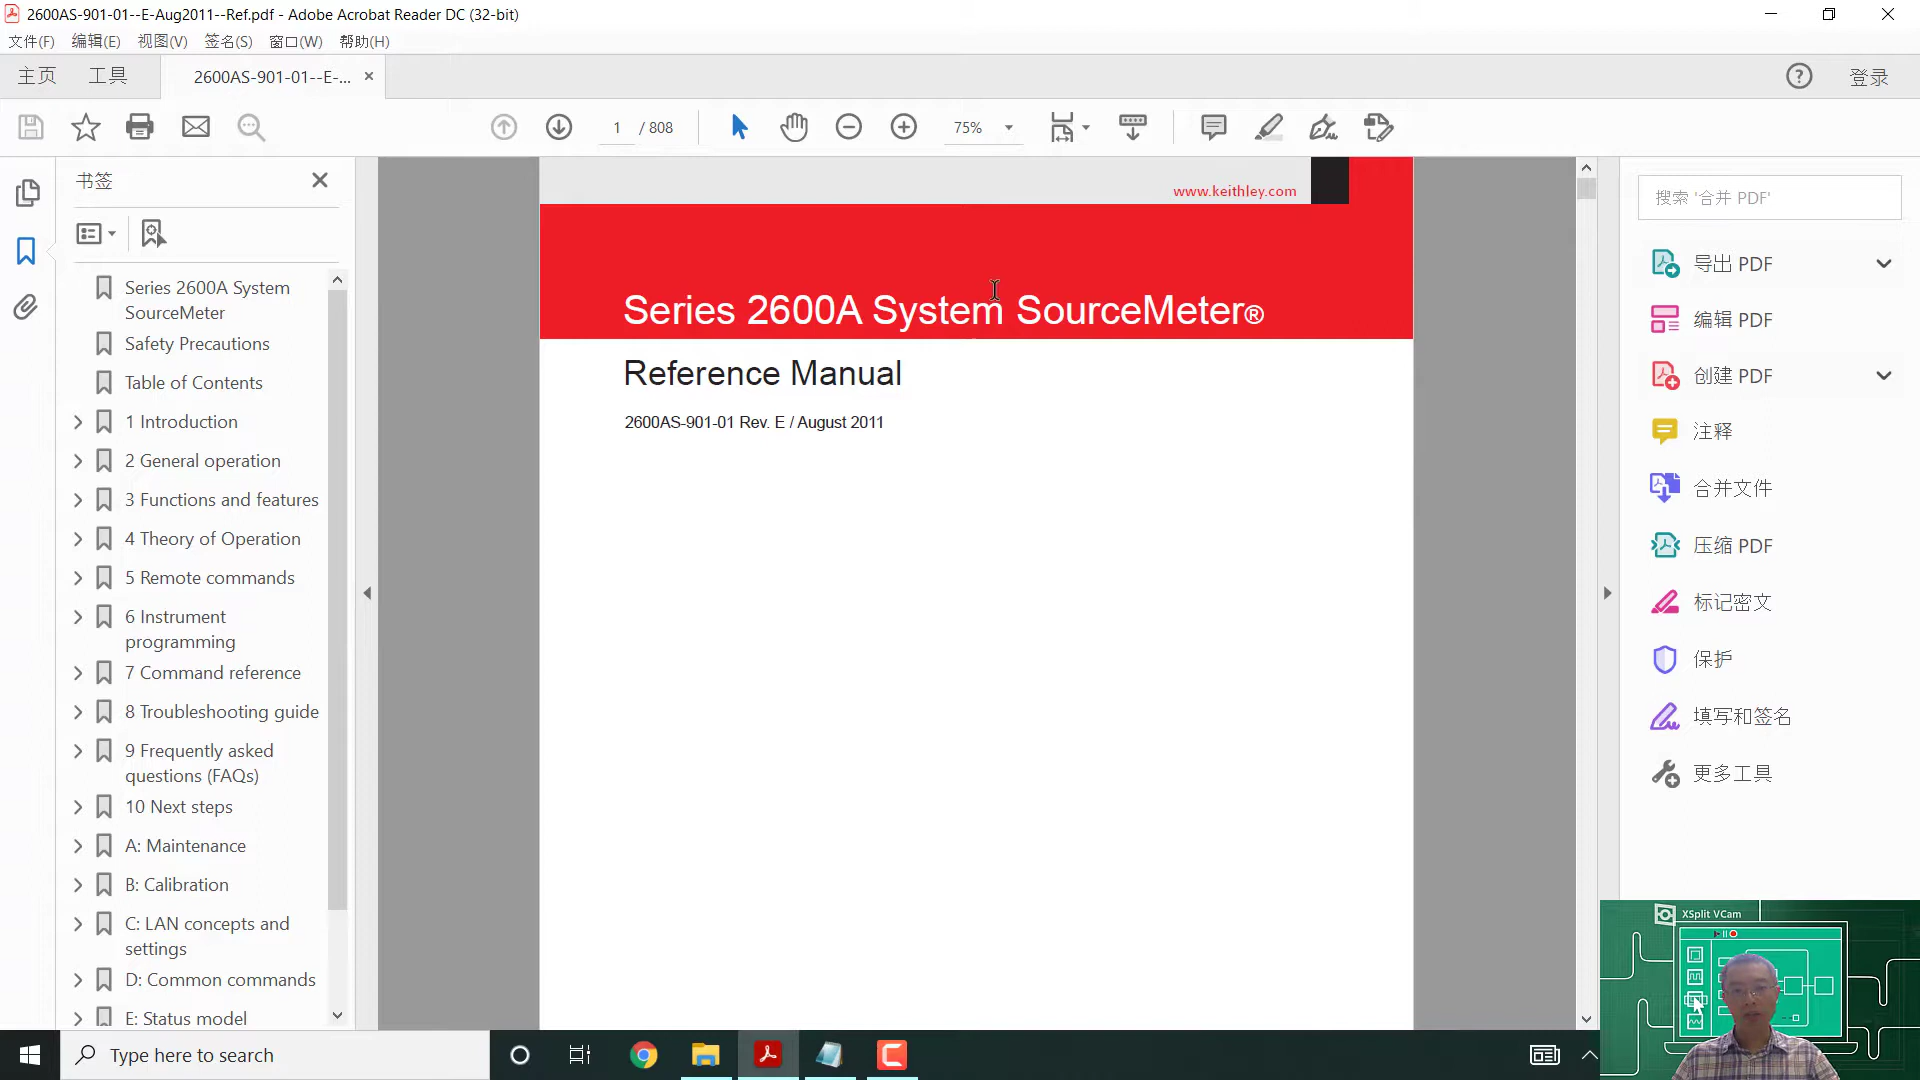 2600AS-901-01--E-Aug2011--Ref.pdf - Adobe Acrobat Reader DC (32-bit)
文件(F) 编辑(E) 视图(V) 签名(S) 窗口(W) 帮助(H)
主页 工具 2600AS-901-01--E-... 登录
1 / 808 75%
书签
Series 2600A System
SourceMeter
Safety Precautions
Table of Contents
1 Introduction
2 General operation
3 Functions and features
4 Theory of Operation
5 Remote commands
6 Instrument
programming
7 Command reference
8 Troubleshooting guide
9 Frequently asked
questions (FAQs)
10 Next steps
A: Maintenance
B: Calibration
C: LAN concepts and
settings
D: Common commands
E: Status model
www.keithley.com
Series 2600A System SourceMeter®
Reference Manual
2600AS-901-01 Rev. E / August 2011
搜索 '合并 PDF'
导出 PDF
编辑 PDF
创建 PDF
注释
合并文件
压缩 PDF
标记密文
保护
填写和签名
更多工具
XSplit VCam
Type here to search